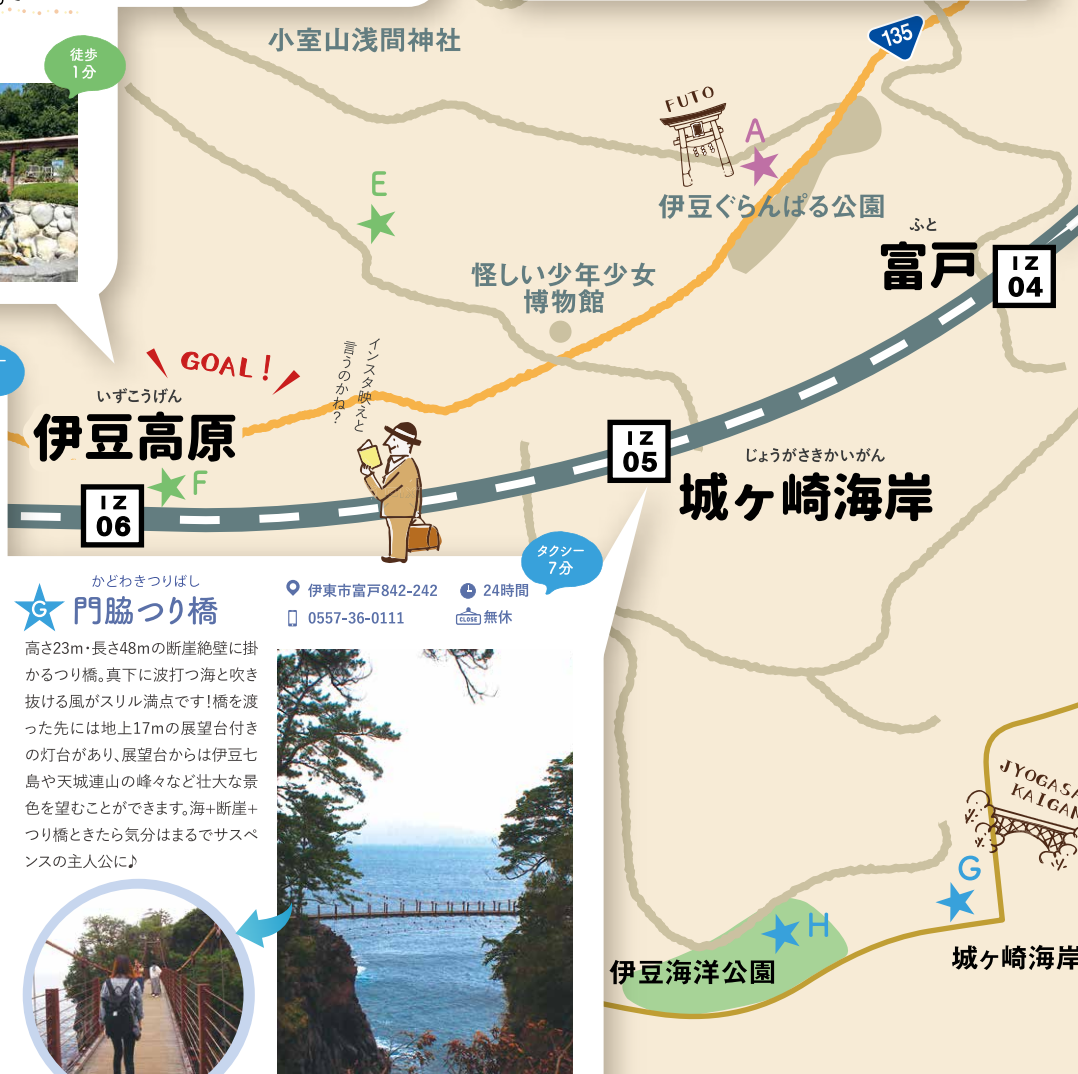 小室山浅間神社
135
徒歩
1分
FUTO
A
E
伊豆ぐらんぱる公園
ふと
富戸
IZ
04
怪しい少年少女
博物館
GOAL!
インスタ映えと
言うのかね?
いずこうげん
伊豆高原
F
IZ
06
IZ
05
じょうがさきかいがん
城ヶ崎海岸
タクシー
7分
G
かどわきつりばし
門脇つり橋
伊東市富戸842-242
24時間
0557-36-0111
CLOSE
無休
高さ23m・長さ48mの断崖絶壁に掛
かるつり橋。真下に波打つ海と吹き
抜ける風がスリル満点です!橋を渡
った先には地上17mの展望台付き
の灯台があり、展望台からは伊豆七
島や天城連山の峰々など壮大な景
色を望むことができます。海+断崖+
つり橋ときたら気分はまるでサスペ
ンスの主人公に♪
JYOGASA
KAIGAN
G
H
伊豆海洋公園
城ヶ崎海岸